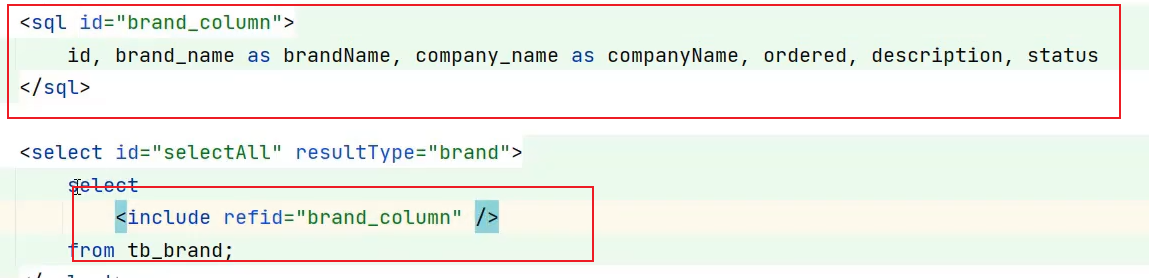 <sql id="brand_column">
id, brand_name as brandName, company_name as companyName, ordered, description, status
</sql>
<select id="selectAll" resultType="brand">
select
<include refid="brand_column" />
from tb_brand;